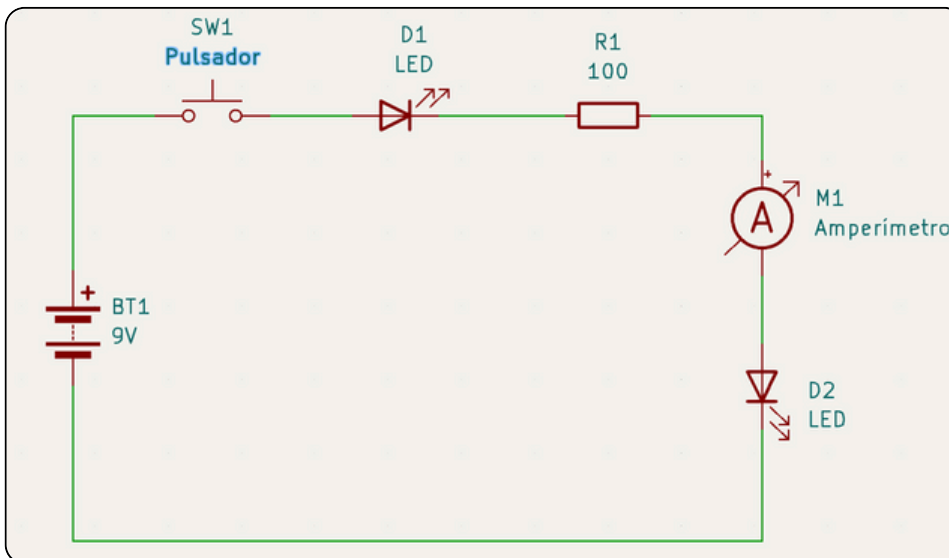 SW1
Pulsador
D1
LED
R1
100
+
A
M1
Amperímetro
+
BT1
9V
D2
LED